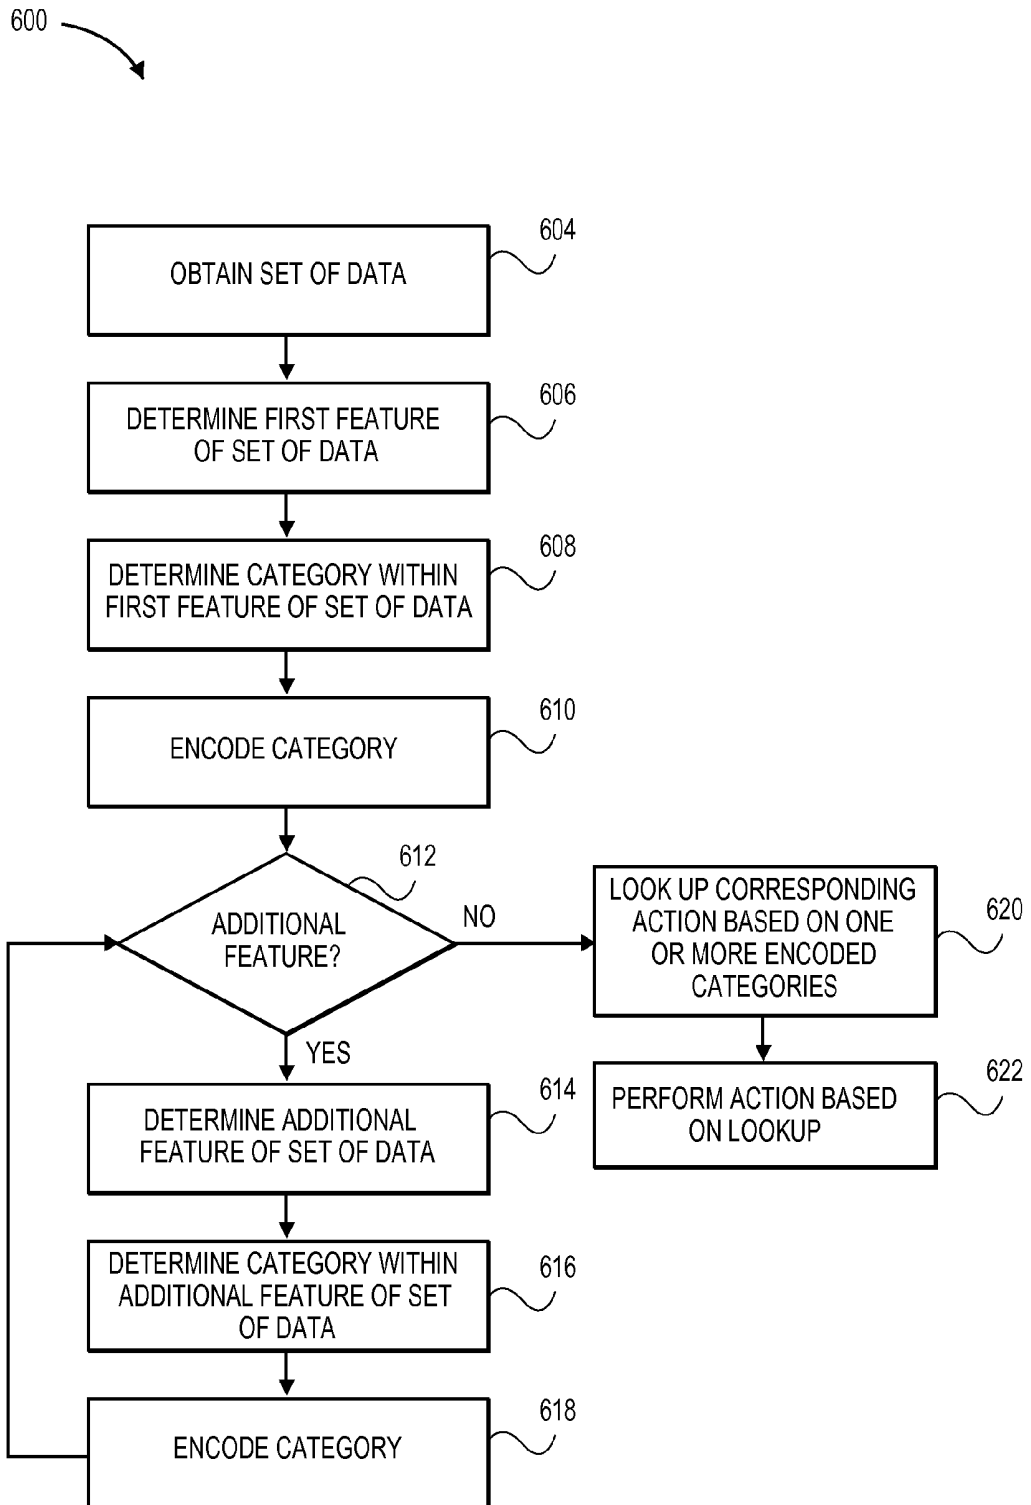 600
604
OBTAIN SET OF DATA
606
DETERMINE FIRST FEATURE
OF SET OF DATA
608
DETERMINE CATEGORY WITHIN
FIRST FEATURE OF SET OF DATA
610
ENCODE CATEGORY
612
ADDITIONAL
FEATURE?
NO
YES
LOOK UP CORRESPONDING
ACTION BASED ON ONE
OR MORE ENCODED
CATEGORIES
620
PERFORM ACTION BASED
ON LOOKUP
622
614
DETERMINE ADDITIONAL
FEATURE OF SET OF DATA
616
DETERMINE CATEGORY WITHIN
ADDITIONAL FEATURE OF SET
OF DATA
618
ENCODE CATEGORY